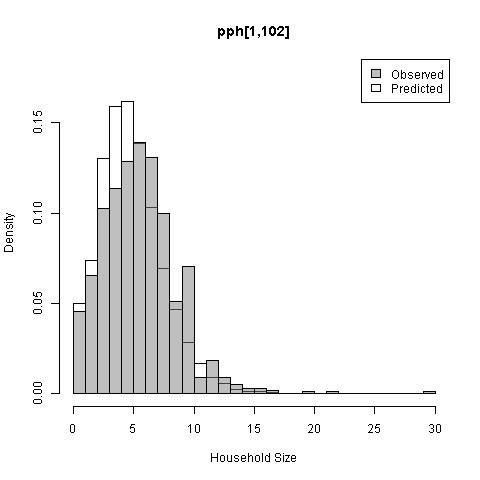 pph[1,102]
Observed
Predicted
Density
0.15
0.10
0.05
0.00
0 5 10 15 20 25 30
Household Size